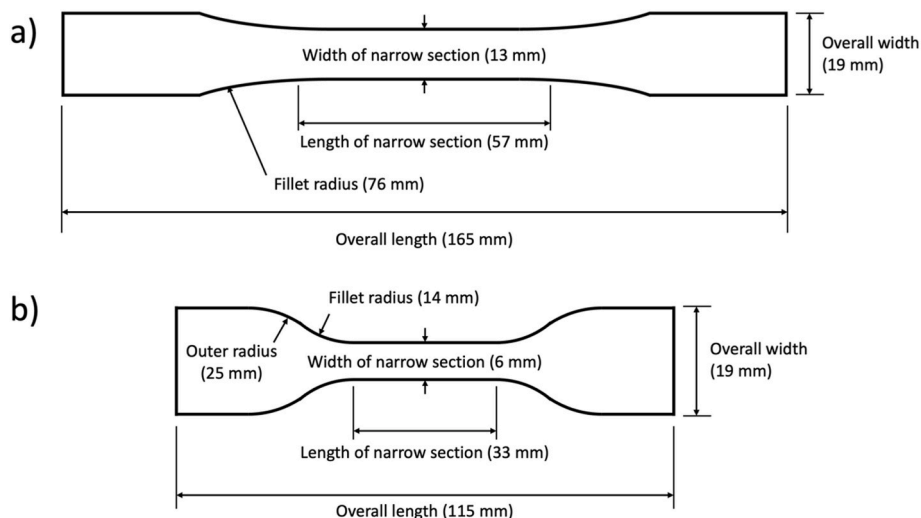 a)
Width of narrow section (13 mm)
Overall width
(19 mm)
Length of narrow section (57 mm)
Fillet radius (76 mm)
Overall length (165 mm)
b)
Fillet radius (14 mm)
Outer radius
(25 mm)
Width of narrow section (6 mm)
Overall width
(19 mm)
Length of narrow section (33 mm)
Overall length (115 mm)